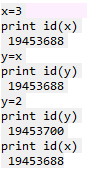 x=3
print id(x)
19453688
y=x
print id(y)
19453688
y=2
print id(y)
19453700
print id(x)
19453688